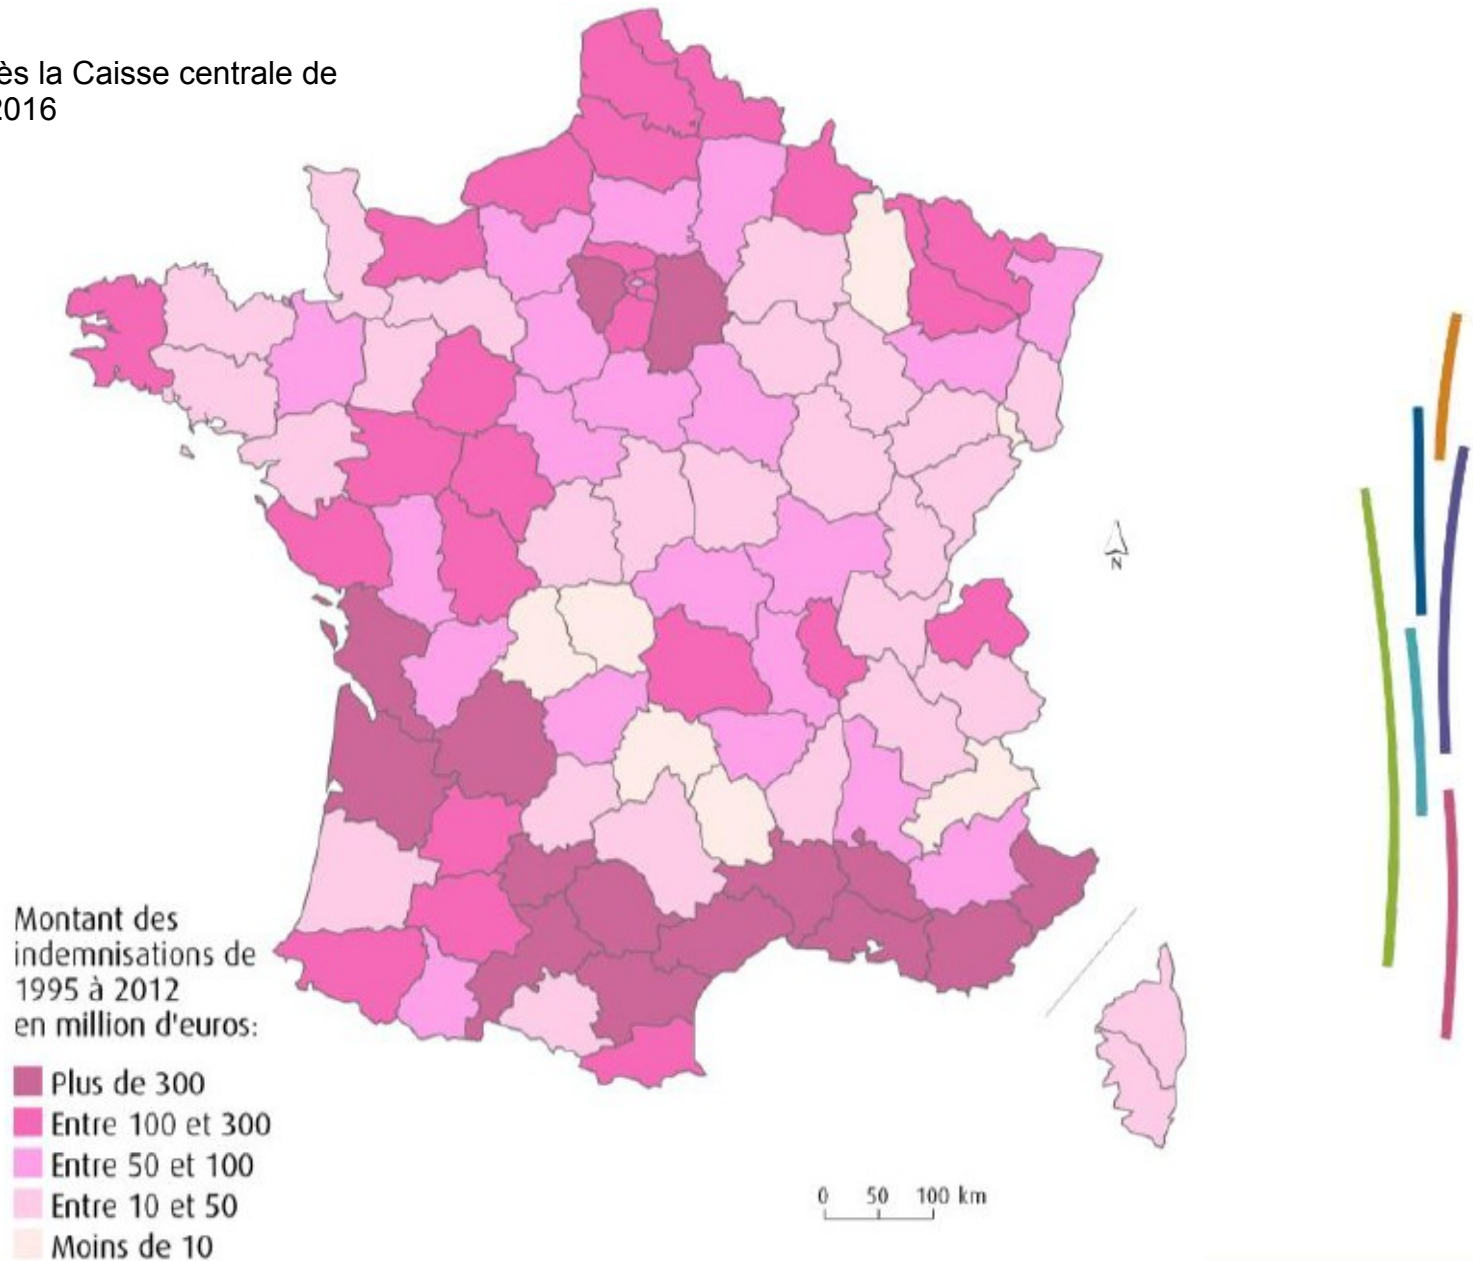 ès la Caisse centrale de
2016
N
Montant des
indemnisations de
1995 à 2012
en million d'euros:
Plus de 300
Entre 100 et 300
Entre 50 et 100
Entre 10 et 50
Moins de 10
0 50 100 km